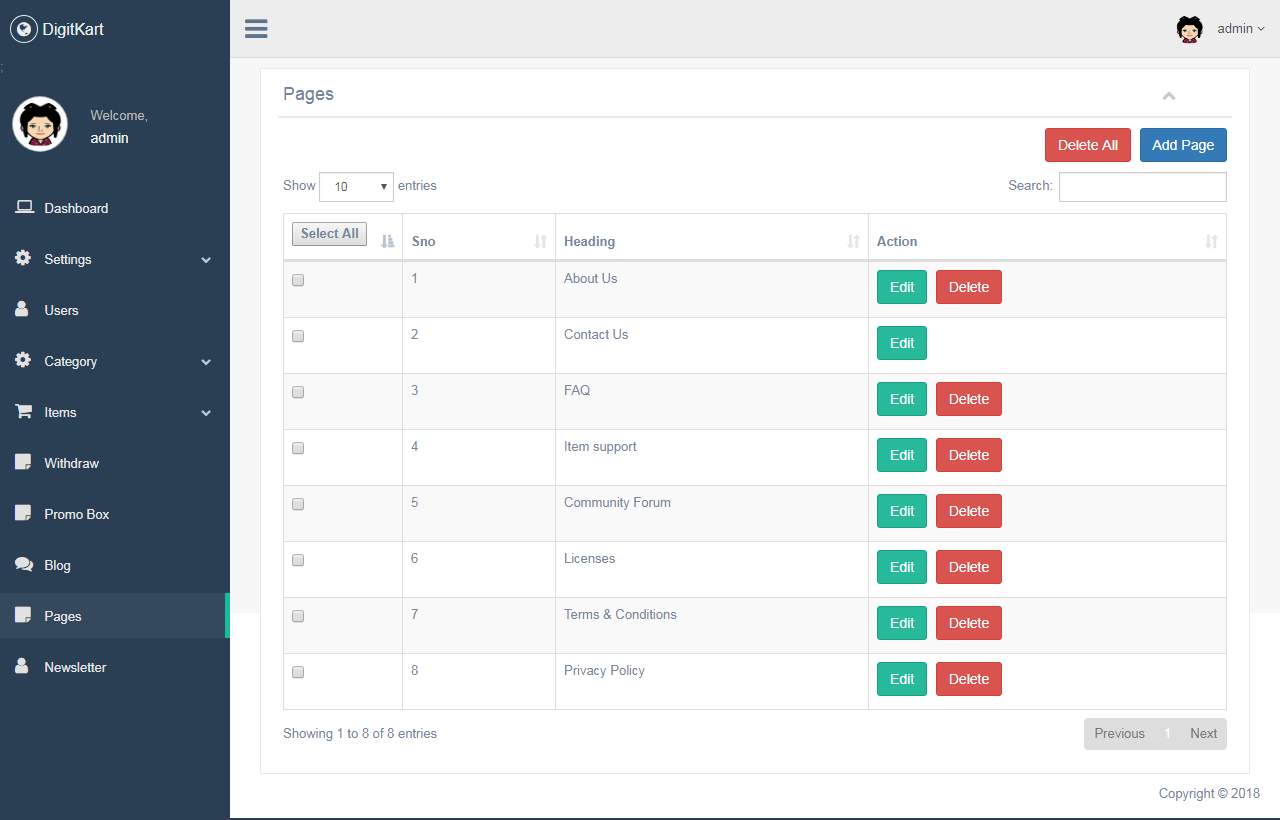 DigitKart
admin
;
Welcome,
admin
Dashboard
Settings
Users
Category
Items
Withdraw
Promo Box
Blog
Pages
Newsletter
Pages
Delete All Add Page
Show 10 entries Search:
Select All Sno Heading Action
1 About Us Edit Delete
2 Contact Us Edit
3 FAQ Edit Delete
4 Item support Edit Delete
5 Community Forum Edit Delete
6 Licenses Edit Delete
7 Terms & Conditions Edit Delete
8 Privacy Policy Edit Delete
Showing 1 to 8 of 8 entries Previous 1 Next
Copyright © 2018